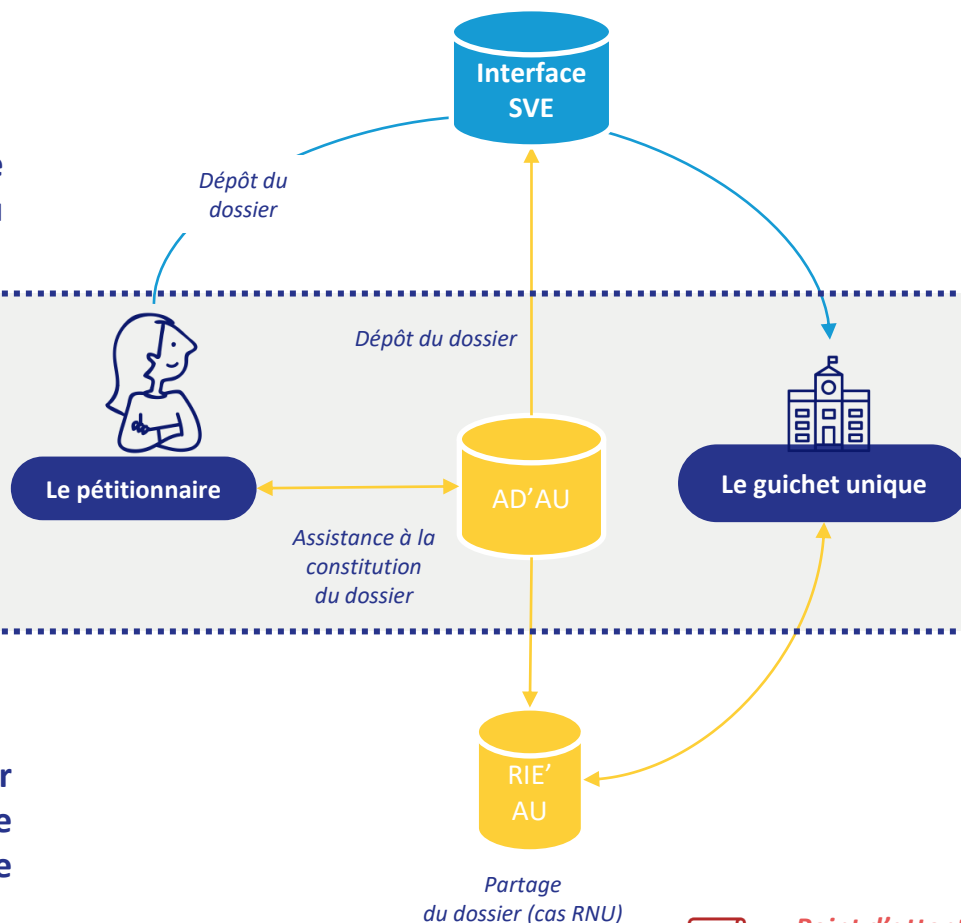 Interface
SVE
Dépôt du
dossier
Dépôt du dossier
Le pétitionnaire
AD’AU
Le guichet unique
Assistance à la
constitution
du dossier
RIE’
AU
Partage
du dossier (cas RNU)